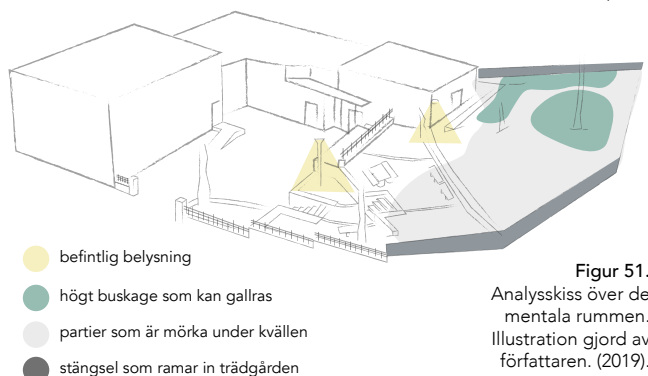 befintlig belysning
högt buskage som kan gallras
partier som är mörka under kvällen
stängsel som ramar in trädgården
Figur 51.
Analysskiss över de
mentala rummen.
Illustration gjord av
författaren. (2019).